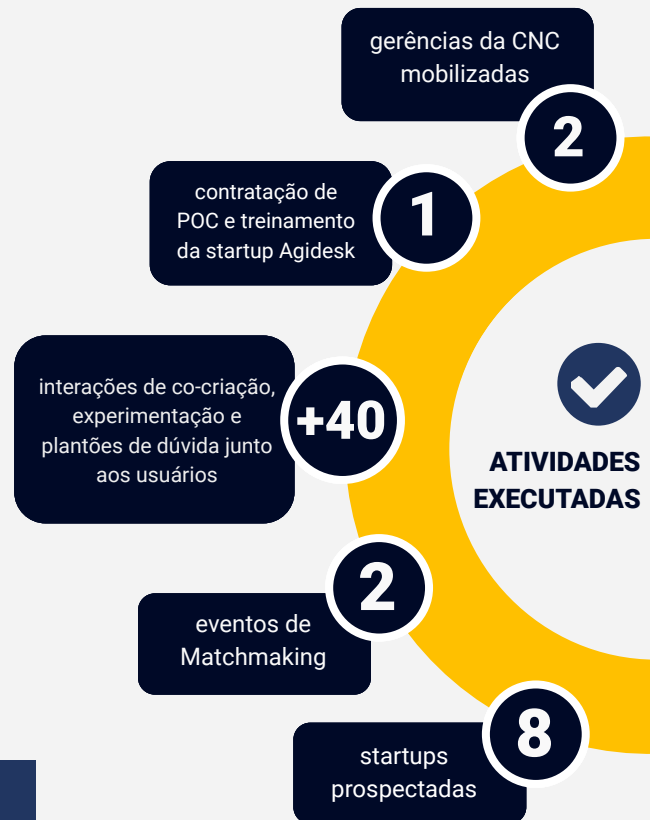 gerências da CNC
mobilizadas
2
contratação de
POC e treinamento
da startup Agidesk
1
interações de co-criação,
experimentação e
plantões de dúvida junto
aos usuários
+40
ATIVIDADES
EXECUTADAS
2
eventos de
Matchmaking
8
startups
prospectadas